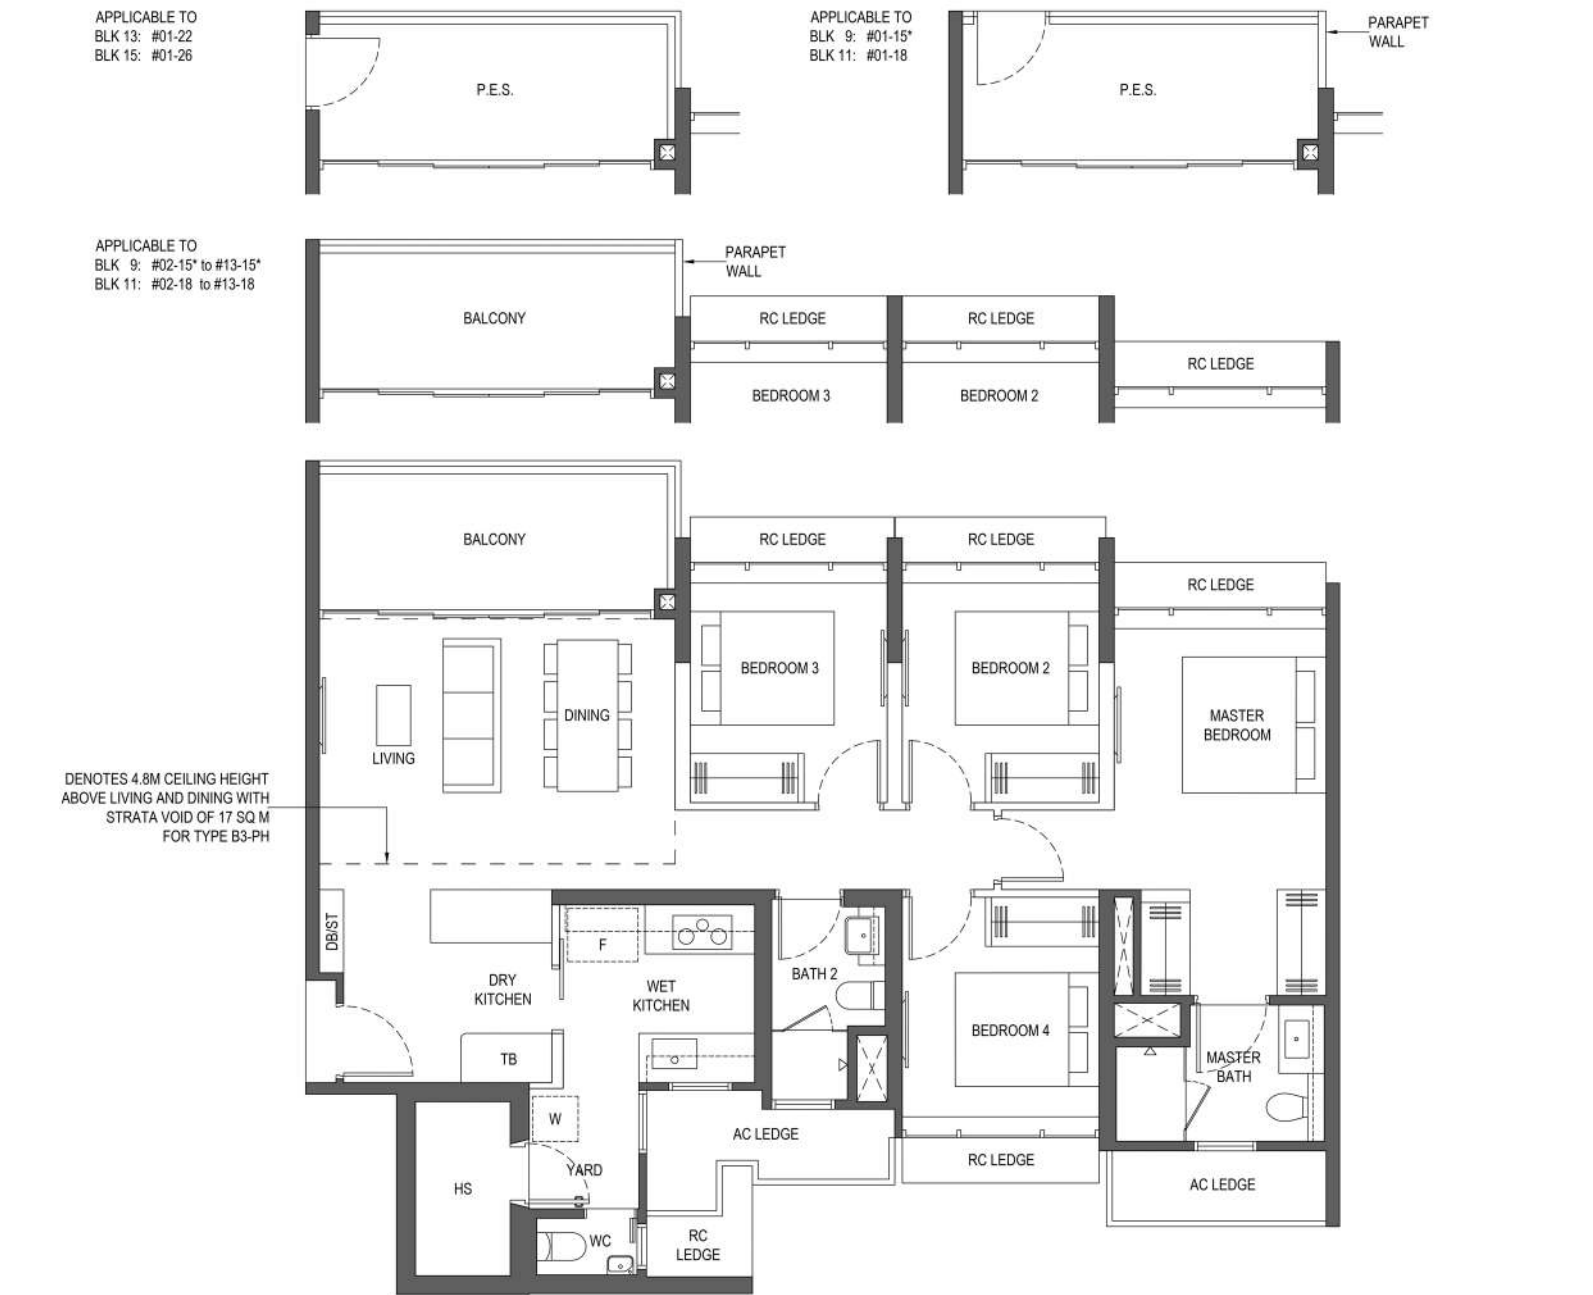 APPLICABLE TO
BLK 13: #01-22
BLK 15: #01-26
P.E.S.
APPLICABLE TO
BLK 9: #01-15*
BLK 11: #01-18
P.E.S.
PARAPET
WALL
APPLICABLE TO
BLK 9: #02-15* to #13-15*
BLK 11: #02-18 to #13-18
BALCONY
PARAPET
WALL
RC LEDGE
RC LEDGE
RC LEDGE
BEDROOM 3
BEDROOM 2
BALCONY
RC LEDGE
RC LEDGE
RC LEDGE
BEDROOM 3
BEDROOM 2
MASTER
BEDROOM
DINING
LIVING
DENOTES 4.8M CEILING HEIGHT
ABOVE LIVING AND DINING WITH
STRATA VOID OF 17 SQ M
FOR TYPE B3-PH
DB/ST
F
DRY
KITCHEN
WET
KITCHEN
BATH 2
BEDROOM 4
TB
MASTER
BATH
W
AC LEDGE
YARD
RC LEDGE
HS
AC LEDGE
WC
RC
LEDGE